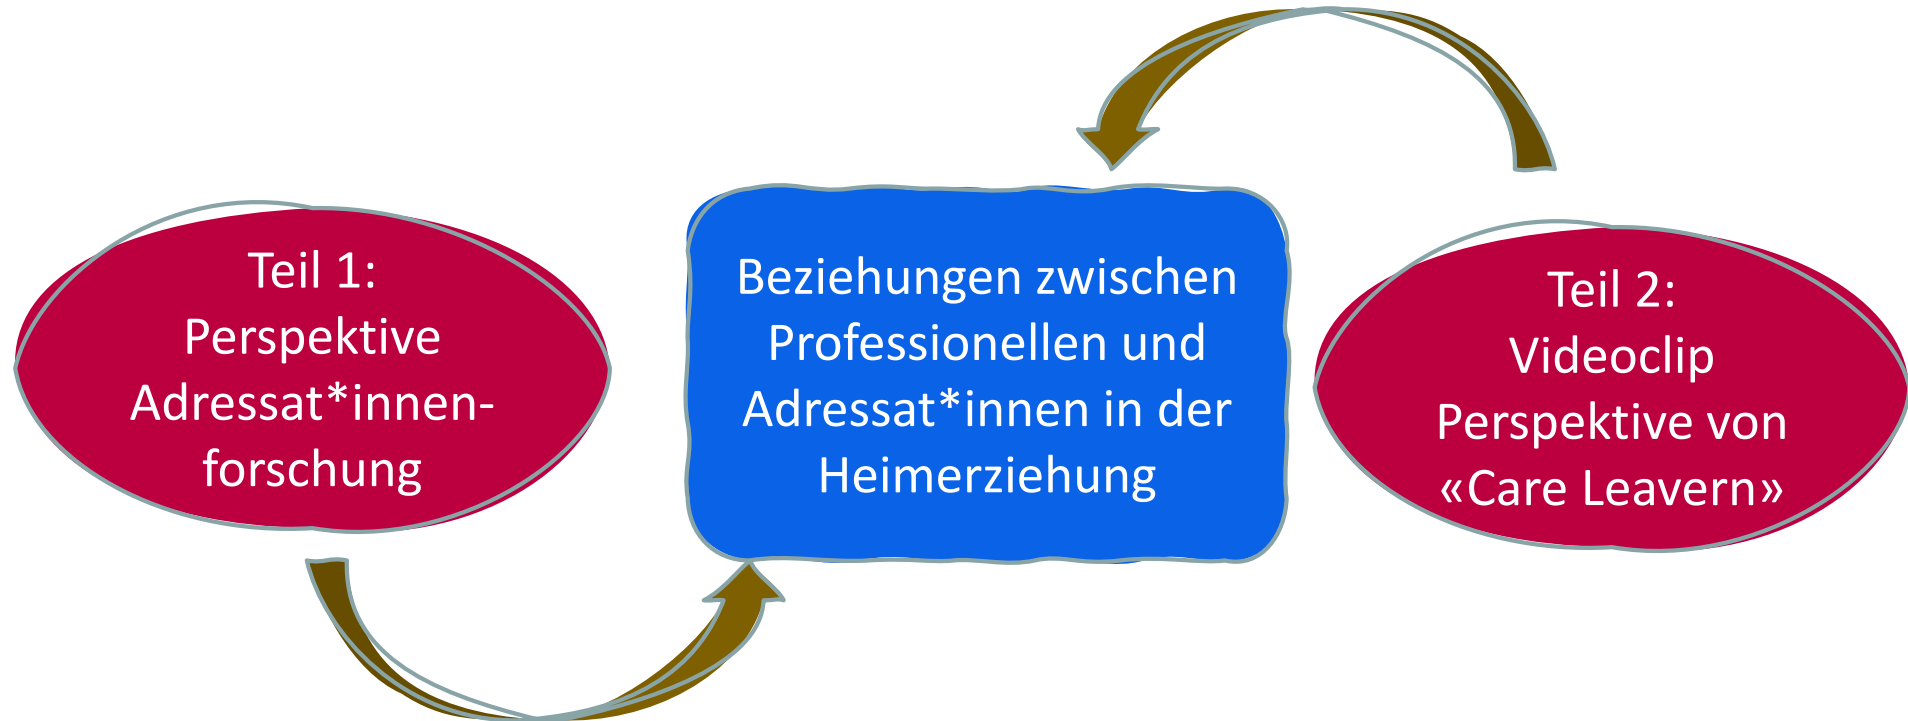 Teil 1:
Perspektive
Adressat*innen-
forschung
Beziehungen zwischen
Professionellen und
Adressat*innen in der
Heimerziehung
Teil 2:
Videoclip
Perspektive von
«Care Leavern»